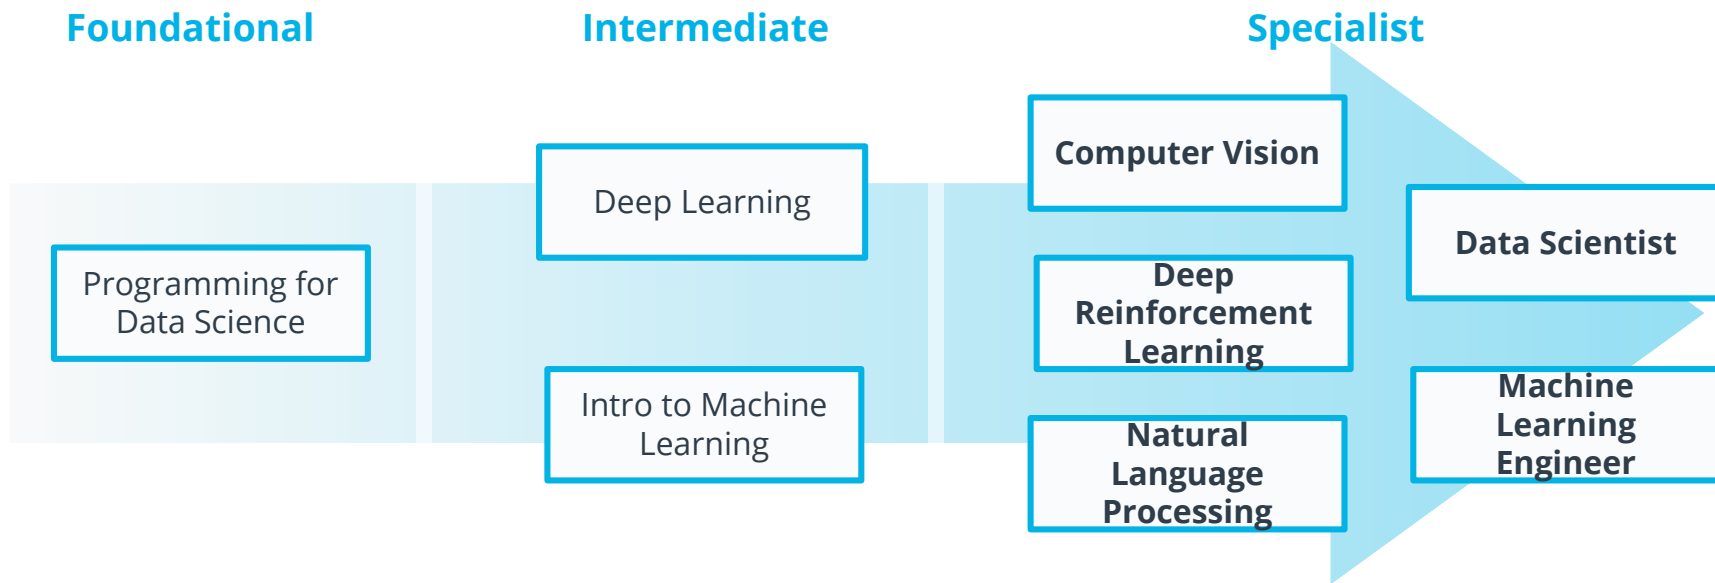 Foundational
Intermediate
Specialist
Programming for
Data Science
Deep Learning
Intro to Machine
Learning
Computer Vision
Deep
Reinforcement
Learning
Natural
Language
Processing
Data Scientist
Machine
Learning
Engineer